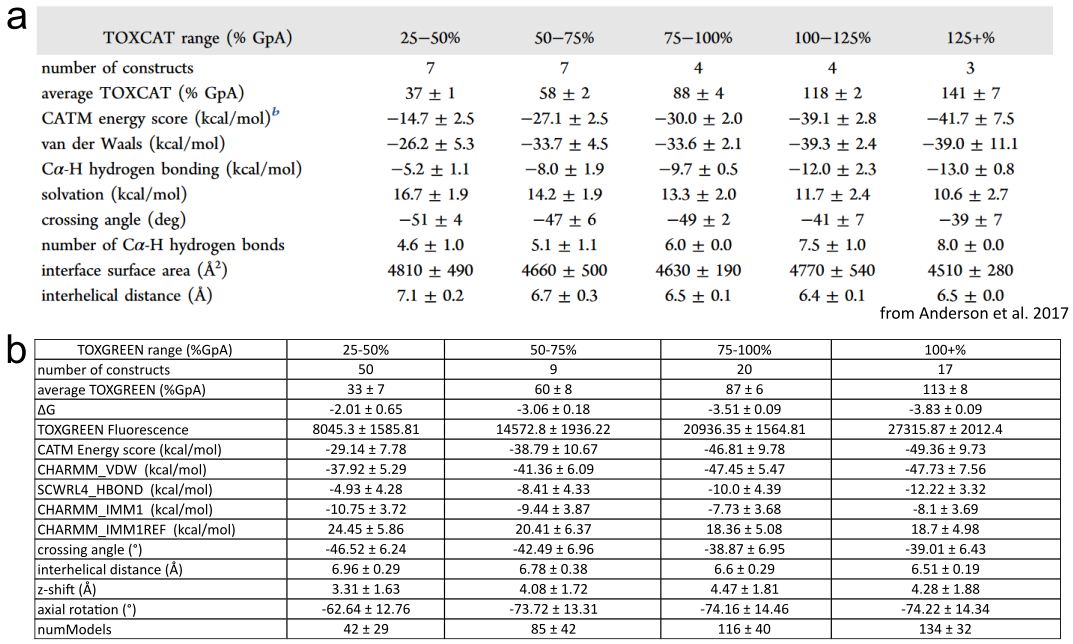 a
TOXCAT range (% GpA) 25−50% 50−75% 75−100% 100−125% 125+%
number of constructs 7 7 4 4 3
average TOXCAT (% GpA) 37 ± 1 58 ± 2 88 ± 4 118 ± 2 141 ± 7
CATM energy score (kcal/mol)b −14.7 ± 2.5 −27.1 ± 2.5 −30.0 ± 2.0 −39.1 ± 2.8 −41.7 ± 7.5
van der Waals (kcal/mol) −26.2 ± 5.3 −33.7 ± 4.5 −33.6 ± 2.1 −39.3 ± 2.4 −39.0 ± 11.1
Cα-H hydrogen bonding (kcal/mol) −5.2 ± 1.1 −8.0 ± 1.9 −9.7 ± 0.5 −12.0 ± 2.3 −13.0 ± 0.8
solvation (kcal/mol) 16.7 ± 1.9 14.2 ± 1.9 13.3 ± 2.0 11.7 ± 2.4 10.6 ± 2.7
crossing angle (deg) −51 ± 4 −47 ± 6 −49 ± 2 −41 ± 7 −39 ± 7
number of Cα-H hydrogen bonds 4.6 ± 1.0 5.1 ± 1.1 6.0 ± 0.0 7.5 ± 1.0 8.0 ± 0.0
interface surface area (Å²) 4810 ± 490 4660 ± 500 4630 ± 190 4770 ± 540 4510 ± 280
interhelical distance (Å) 7.1 ± 0.2 6.7 ± 0.3 6.5 ± 0.1 6.4 ± 0.1 6.5 ± 0.0
from Anderson et al. 2017
b
TOXGREEN range (%GpA) 25-50% 50-75% 75-100% 100+%
number of constructs 50 9 20 17
average TOXGREEN (%GpA) 33 ± 7 60 ± 8 87 ± 6 113 ± 8
ΔG -2.01 ± 0.65 -3.06 ± 0.18 -3.51 ± 0.09 -3.83 ± 0.09
TOXGREEN Fluorescence 8045.3 ± 1585.81 14572.8 ± 1936.22 20936.35 ± 1564.81 27315.87 ± 2012.4
CATM Energy score (kcal/mol) -29.14 ± 7.78 -38.79 ± 10.67 -46.81 ± 9.78 -49.36 ± 9.73
CHARMM_VDW (kcal/mol) -37.92 ± 5.29 -41.36 ± 6.09 -47.45 ± 5.47 -47.73 ± 7.56
SCWRL4_HBOND (kcal/mol) -4.93 ± 4.28 -8.41 ± 4.33 -10.0 ± 4.39 -12.22 ± 3.32
CHARMM_IMM1 (kcal/mol) -10.75 ± 3.72 -9.44 ± 3.87 -7.73 ± 3.68 -8.1 ± 3.69
CHARMM_IMM1REF (kcal/mol) 24.45 ± 5.86 20.41 ± 6.37 18.36 ± 5.08 18.7 ± 4.98
crossing angle (°) -46.52 ± 6.24 -42.49 ± 6.96 -38.87 ± 6.95 -39.01 ± 6.43
interhelical distance (Å) 6.96 ± 0.29 6.78 ± 0.38 6.6 ± 0.29 6.51 ± 0.19
z-shift (Å) 3.31 ± 1.63 4.08 ± 1.72 4.47 ± 1.81 4.28 ± 1.88
axial rotation (°) -62.64 ± 12.76 -73.72 ± 13.31 -74.16 ± 14.46 -74.22 ± 14.34
numModels 42 ± 29 85 ± 42 116 ± 40 134 ± 32